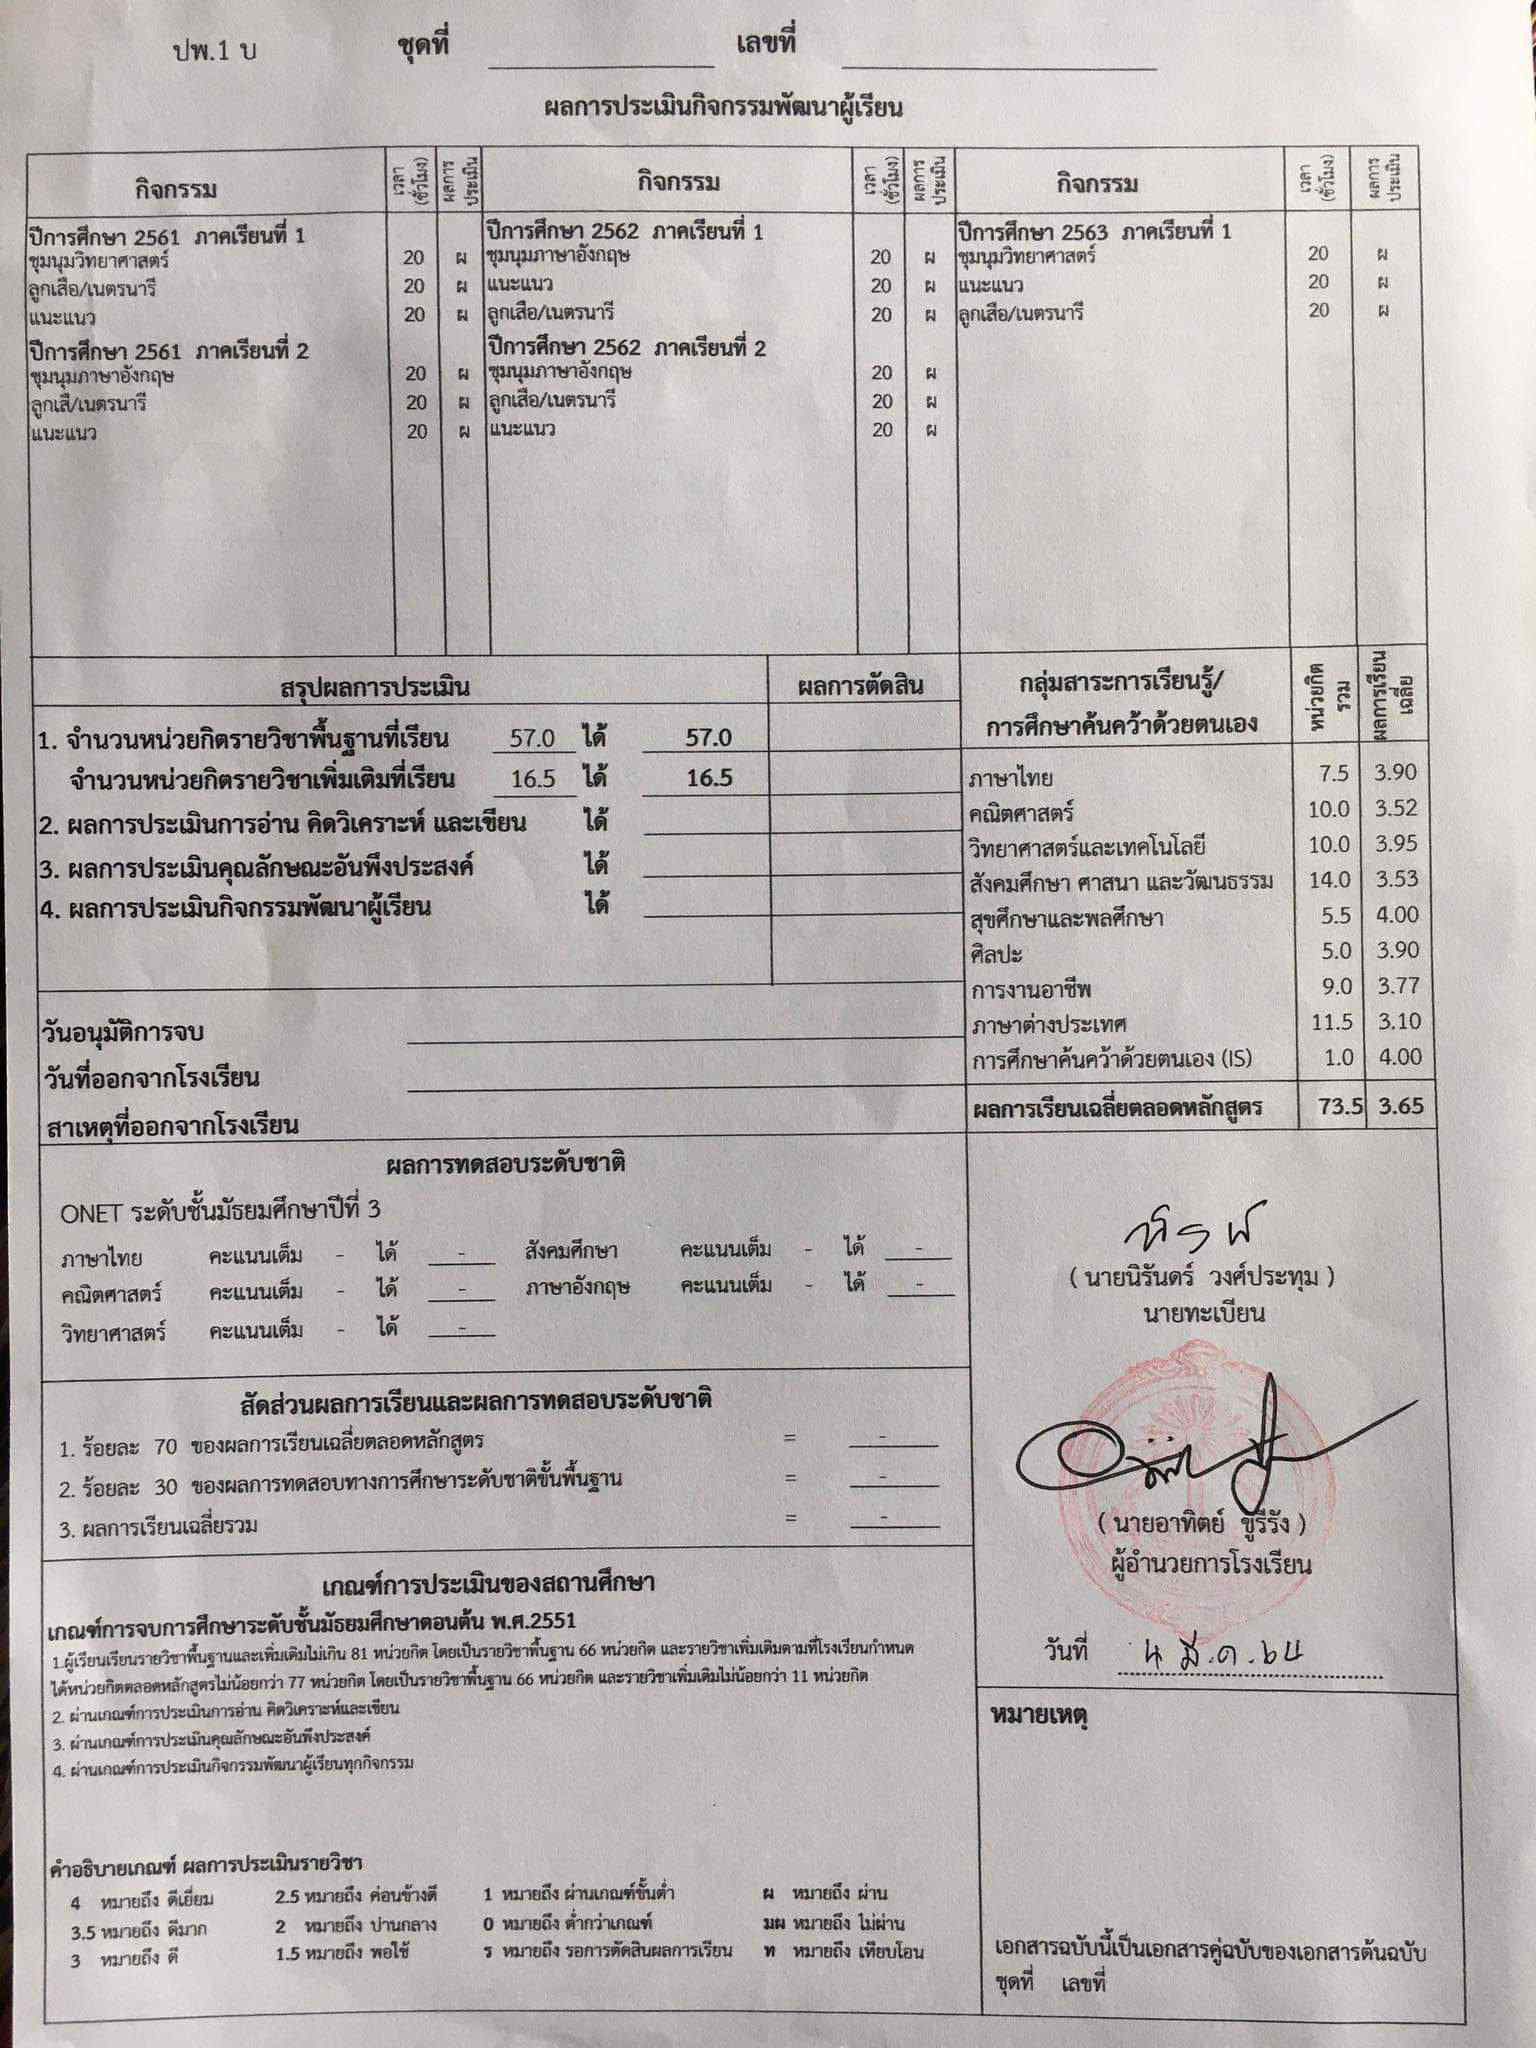 ปพ.1 บ ชุดที่ เลขที่
ผลการประเมินกิจกรรมพัฒนาผู้เรียน
กิจกรรม เวลา (ชั่วโมง) ผลการประเมิน กิจกรรม เวลา (ชั่วโมง) ผลการประเมิน กิจกรรม เวลา (ชั่วโมง) ผลการประเมิน
ปีการศึกษา 2561 ภาคเรียนที่ 1 ปีการศึกษา 2562 ภาคเรียนที่ 1 ปีการศึกษา 2563 ภาคเรียนที่ 1
ชุมนุมวิทยาศาสตร์ 20 ผ ชุมนุมภาษาอังกฤษ 20 ผ ชุมนุมวิทยาศาสตร์ 20 ผ
ลูกเสือ/เนตรนารี 20 ผ แนะแนว 20 ผ แนะแนว 20 ผ
แนะแนว 20 ผ ลูกเสือ/เนตรนารี 20 ผ ลูกเสือ/เนตรนารี 20 ผ
ปีการศึกษา 2561 ภาคเรียนที่ 2 ปีการศึกษา 2562 ภาคเรียนที่ 2
ชุมนุมภาษาอังกฤษ 20 ผ ชุมนุมภาษาอังกฤษ 20 ผ
ลูกเสื/เนตรนารี 20 ผ ลูกเสือ/เนตรนารี 20 ผ
แนะแนว 20 ผ แนะแนว 20 ผ
สรุปผลการประเมิน ผลการตัดสิน
1. จำนวนหน่วยกิตรายวิชาพื้นฐานที่เรียน 57.0 ได้ 57.0
จำนวนหน่วยกิตรายวิชาเพิ่มเติมที่เรียน 16.5 ได้ 16.5
2. ผลการประเมินการอ่าน คิดวิเคราะห์ และเขียน ได้
3. ผลการประเมินคุณลักษณะอันพึงประสงค์ ได้
4. ผลการประเมินกิจกรรมพัฒนาผู้เรียน ได้
วันอนุมัติการจบ
วันที่ออกจากโรงเรียน
สาเหตุที่ออกจากโรงเรียน
กลุ่มสาระการเรียนรู้/ หน่วยกิตรวม ผลการเรียนเฉลี่ย
การศึกษาค้นคว้าด้วยตนเอง
ภาษาไทย 7.5 3.90
คณิตศาสตร์ 10.0 3.52
วิทยาศาสตร์และเทคโนโลยี 10.0 3.95
สังคมศึกษา ศาสนา และวัฒนธรรม 14.0 3.53
สุขศึกษาและพลศึกษา 5.5 4.00
ศิลปะ 5.0 3.90
การงานอาชีพ 9.0 3.77
ภาษาต่างประเทศ 11.5 3.10
การศึกษาค้นคว้าด้วยตนเอง (IS) 1.0 4.00
ผลการเรียนเฉลี่ยตลอดหลักสูตร 73.5 3.65
ผลการทดสอบระดับชาติ
ONET ระดับชั้นมัธยมศึกษาปีที่ 3
ภาษาไทย คะแนนเต็ม - ได้ - สังคมศึกษา คะแนนเต็ม - ได้ -
คณิตศาสตร์ คะแนนเต็ม - ได้ - ภาษาอังกฤษ คะแนนเต็ม - ได้ -
วิทยาศาสตร์ คะแนนเต็ม - ได้ -
สัดส่วนผลการเรียนและผลการทดสอบระดับชาติ
1. ร้อยละ 70 ของผลการเรียนเฉลี่ยตลอดหลักสูตร = -
2. ร้อยละ 30 ของผลการทดสอบทางการศึกษาระดับชาติขั้นพื้นฐาน = -
3. ผลการเรียนเฉลี่ยรวม = -
(นายนิรันดร์ วงศ์ประทุม)
นายทะเบียน
(นายอาทิตย์ ขูรีรัง)
ผู้อำนวยการโรงเรียน
วันที่ 4 มี.ค.64
เกณฑ์การประเมินของสถานศึกษา
เกณฑ์การจบการศึกษาระดับชั้นมัธยมศึกษาตอนต้น พ.ศ.2551
1.ผู้เรียนเรียนรายวิชาพื้นฐานและเพิ่มเติมไม่เกิน 81 หน่วยกิต โดยเป็นรายวิชาพื้นฐาน 66 หน่วยกิต และรายวิชาเพิ่มเติมตามที่โรงเรียนกำหนด
ได้หน่วยกิตตลอดหลักสูตรไม่น้อยกว่า 77 หน่วยกิต โดยเป็นรายวิชาพื้นฐาน 66 หน่วยกิต และรายวิชาเพิ่มเติมไม่น้อยกว่า 11 หน่วยกิต
2. ผ่านเกณฑ์การประเมินการอ่าน คิดวิเคราะห์และเขียน
3. ผ่านเกณฑ์การประเมินคุณลักษณะอันพึงประสงค์
4. ผ่านเกณฑ์การประเมินกิจกรรมพัฒนาผู้เรียนทุกกิจกรรม
คำอธิบายเกณฑ์ ผลการประเมินรายวิชา
4 หมายถึง ดีเยี่ยม 2.5 หมายถึง ค่อนข้างดี 1 หมายถึง ผ่านเกณฑ์ขั้นต่ำ ผ หมายถึง ผ่าน
3.5 หมายถึง ดีมาก 2 หมายถึง ปานกลาง 0 หมายถึง ต่ำกว่าเกณฑ์ มผ หมายถึง ไม่ผ่าน
3 หมายถึง ดี 1.5 หมายถึง พอใช้ ร หมายถึง รอการตัดสินผลการเรียน ท หมายถึง เทียบโอน
หมายเหตุ
เอกสารฉบับนี้เป็นเอกสารคู่ฉบับของเอกสารต้นฉบับ
ชุดที่ เลขที่